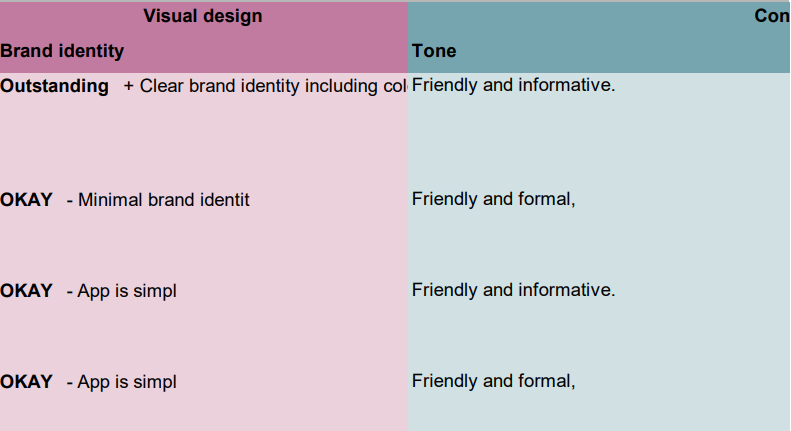 Visual design Con
Brand identity Tone
Outstanding + Clear brand identity including col Friendly and informative.
OKAY - Minimal brand identit Friendly and formal,
OKAY - App is simpl Friendly and informative.
OKAY - App is simpl Friendly and formal,